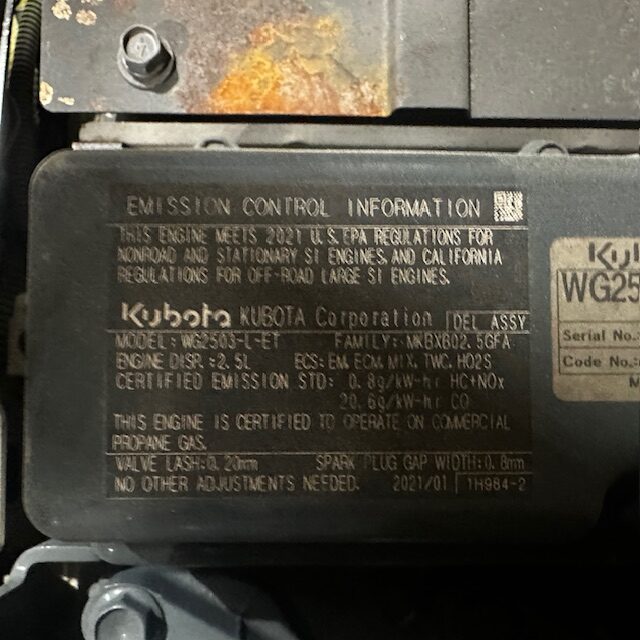 EMISSION CONTROL INFORMATION
THIS ENGINE MEETS 2021 U.S.EPA REGULATIONS FOR
NONROAD AND STATIONARY SI ENGINES, AND CALIFORNIA
REGULATIONS FOR OFF-ROAD LARGE SI ENGINES.
Kubota KUBOTA Corporation DEL ASSY
MODEL:WG2503-L-ET FAMILY:MKBXB02.5GFA
ENGINE DISP.:2.5L ECS:EM,ECM,MIX,TWC,HO2S
CERTIFIED EMISSION STD: 0.8g/kW-hr HC+NOx
20.6g/kW-hr CO
THIS ENGINE IS CERTIFIED TO OPERATE ON COMMERCIAL
PROPANE GAS.
VALVE LASH:0.20mm SPARK PLUG GAP WIDTH:0.8mm
NO OTHER ADJUSTMENTS NEEDED. 2021/01 1H984-2
WG25
Serial No.:
Code No.:
M